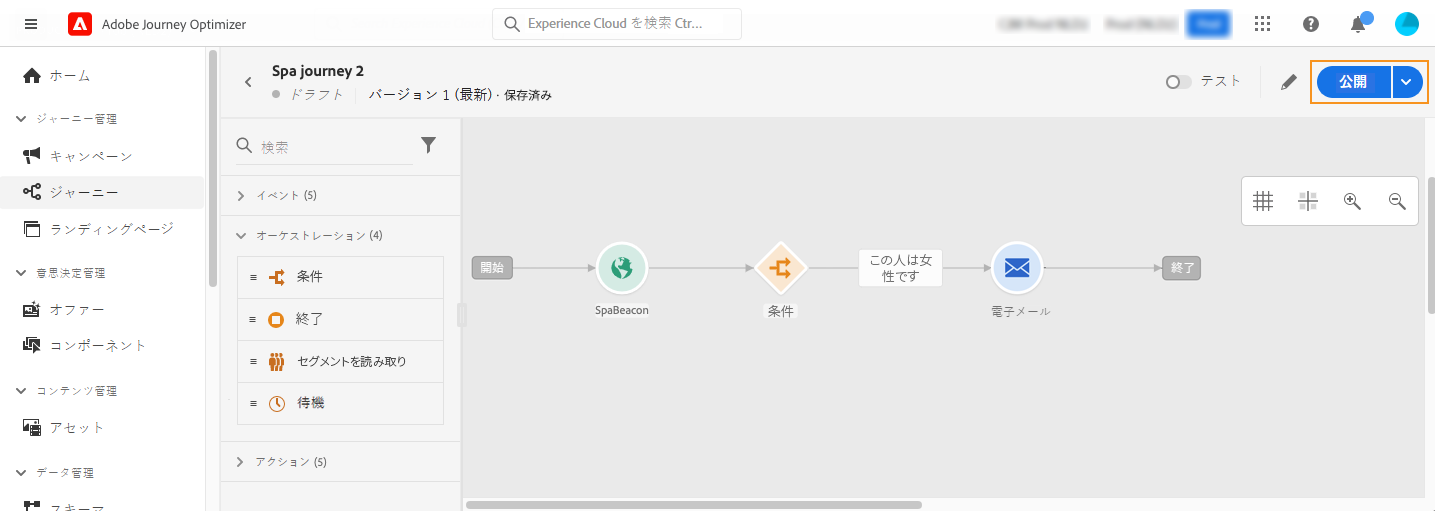 Adobe Journey Optimizer
Experience Cloud を検索 Ctr...
ホーム
ジャーニー管理
キャンペーン
ジャーニー
ランディングページ
意思決定管理
オファー
コンポーネント
コンテンツ管理
アセット
データ管理
スキーマ
Spa journey 2
ドラフト
バージョン 1 (最新)・保存済み
テスト
公開
検索
イベント (5)
オーケストレーション (4)
条件
終了
セグメントを読み取り
待機
アクション (5)
開始
SpaBeacon
条件
この人は女
性です
電子メール
終了